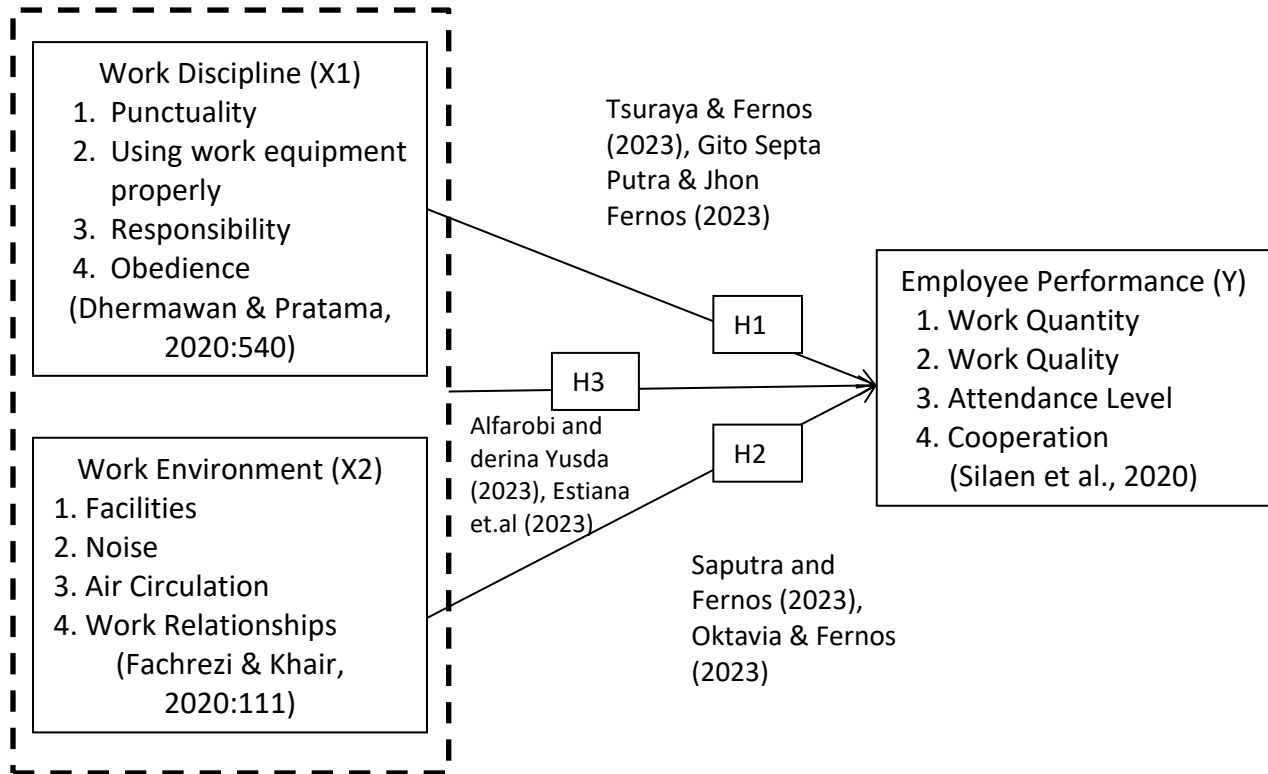 Work Discipline (X1)
1. Punctuality
2. Using work equipment
properly
3. Responsibility
4. Obedience
(Dhermawan & Pratama,
2020:540)
Work Environment (X2)
1. Facilities
2. Noise
3. Air Circulation
4. Work Relationships
(Fachrezi & Khair,
2020:111)
Tsuraya & Fernos
(2023), Gito Septa
Putra & Jhon
Fernos (2023)
H1
H3
Alfarobi and
derina Yusda
(2023), Estiana
et.al (2023)
H2
Saputra and
Fernos (2023),
Oktavia & Fernos
(2023)
Employee Performance (Y)
1. Work Quantity
2. Work Quality
3. Attendance Level
4. Cooperation
(Silaen et al., 2020)